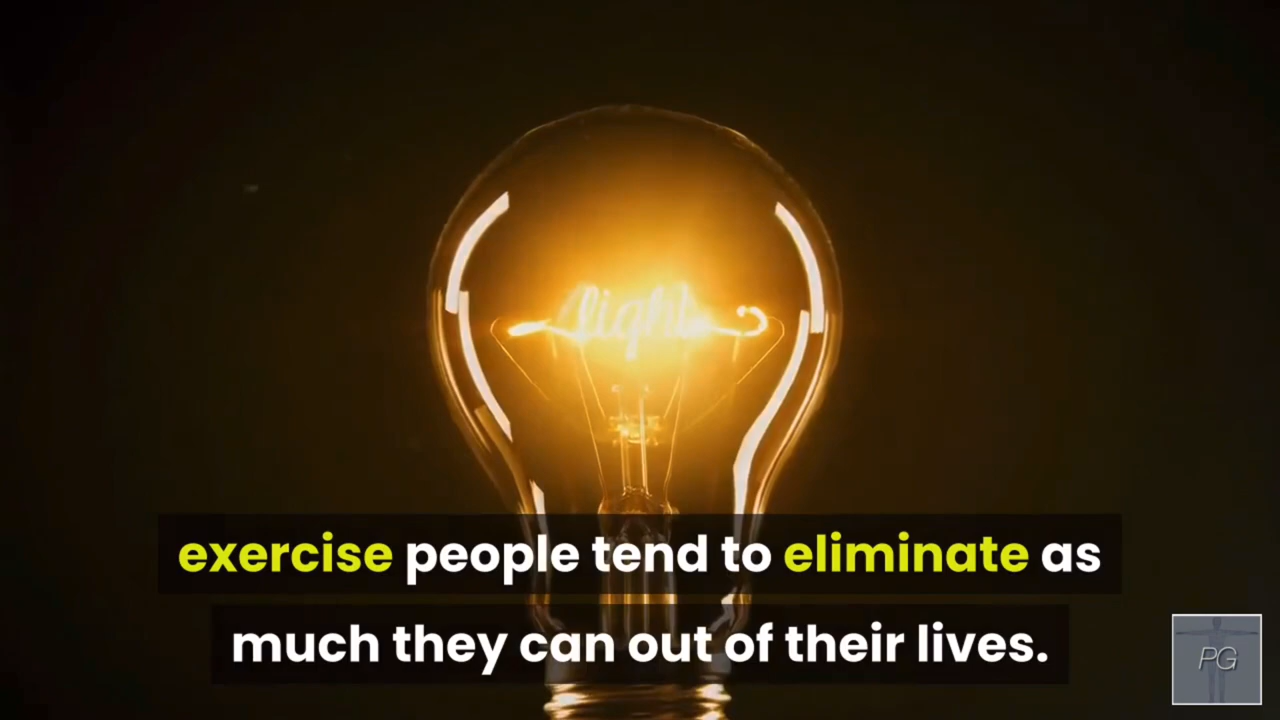 light
exercise people tend to eliminate as
much they can out of their lives.
PG